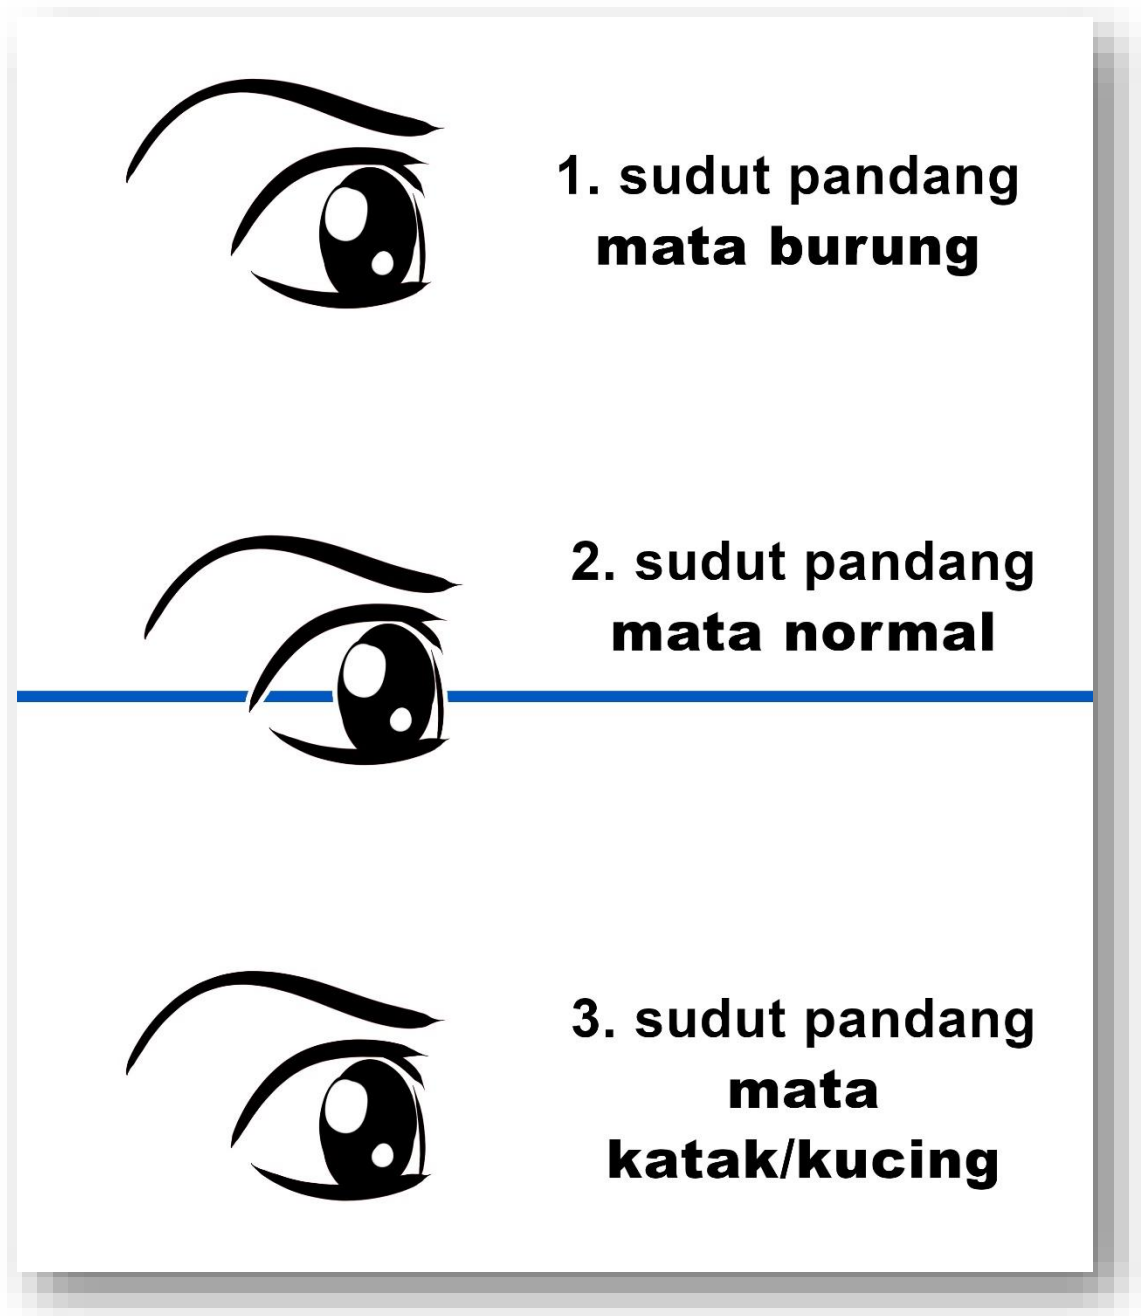 1. sudut pandang
mata burung
2. sudut pandang
mata normal
3. sudut pandang
mata
katak/kucing